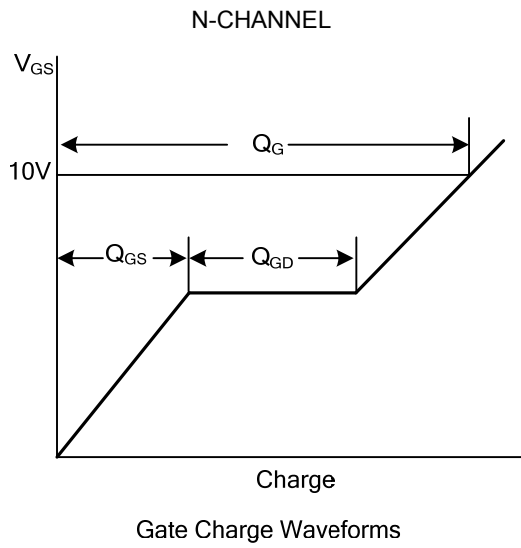 N-CHANNEL
VGS
QG
10V
QGS
QGD
Charge
Gate Charge Waveforms